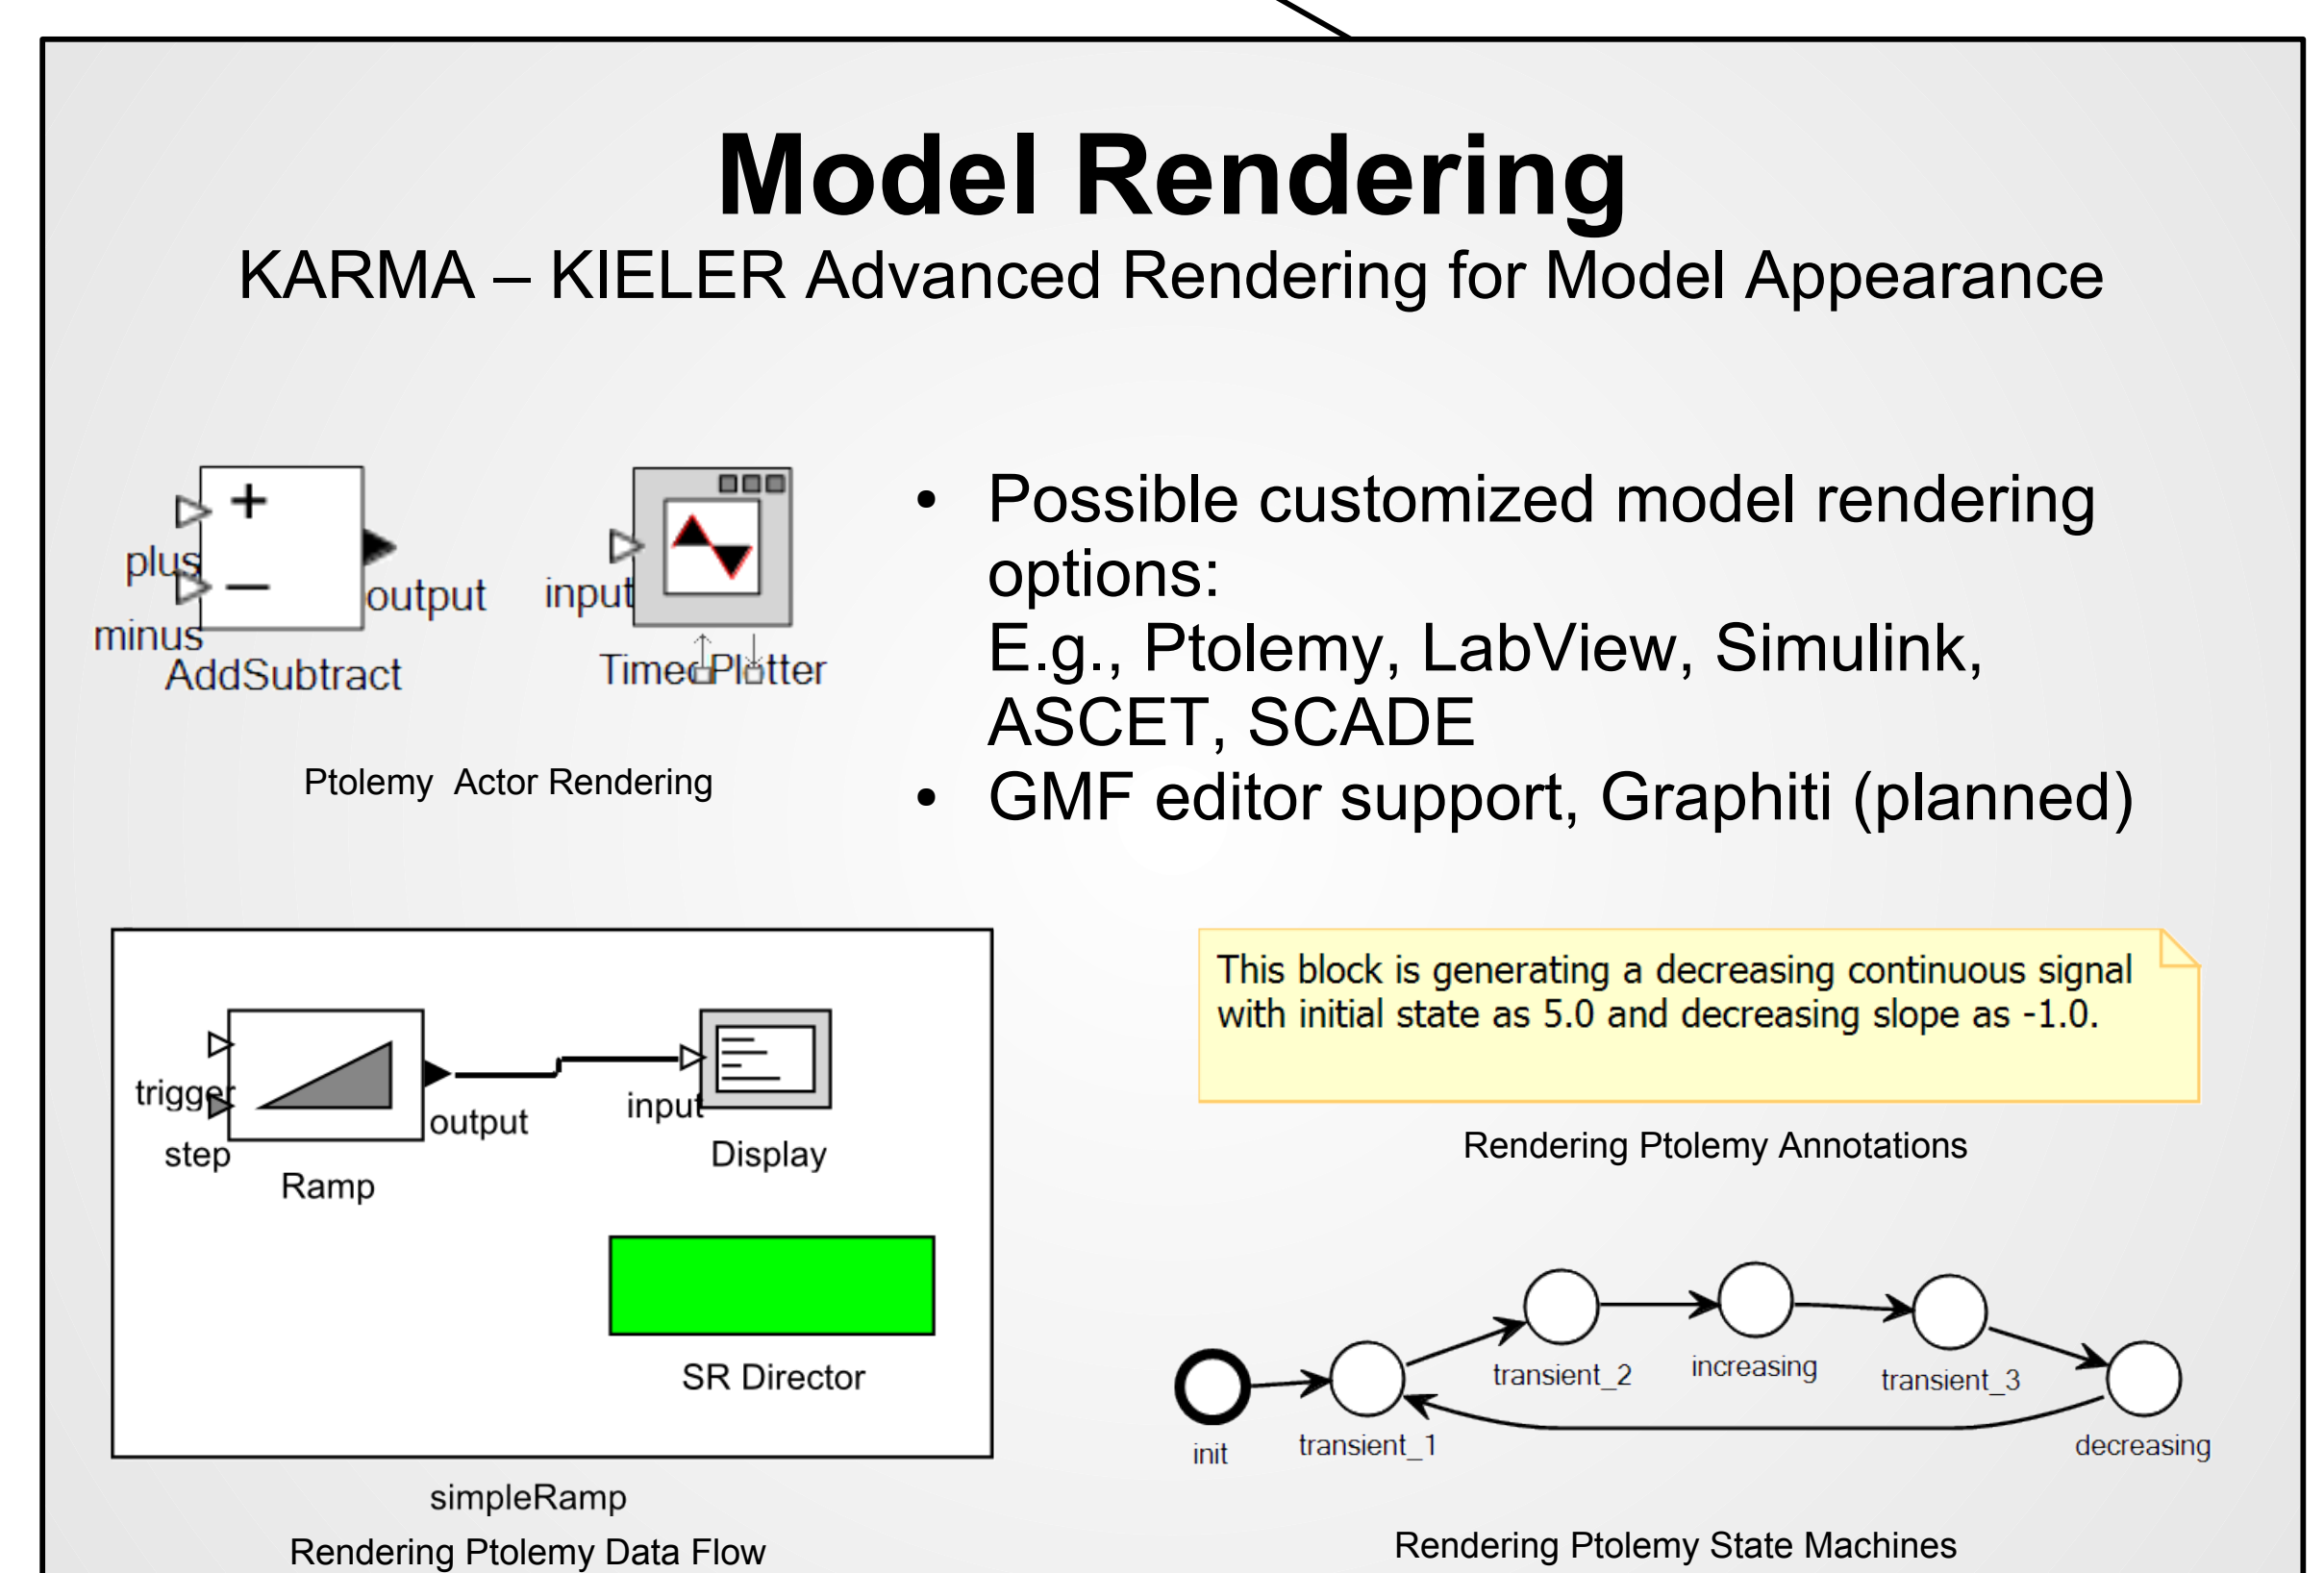 Model Rendering
KARMA – KIELER Advanced Rendering for Model Appearance
+
plus
–
minus
output
AddSubtract
input
TimedPlotter
Ptolemy Actor Rendering
• Possible customized model rendering
options:
E.g., Ptolemy, LabView, Simulink,
ASCET, SCADE
• GMF editor support, Graphiti (planned)
trigger
step
output
Ramp
input
Display
SR Director
simpleRamp
Rendering Ptolemy Data Flow
This block is generating a decreasing continuous signal
with initial state as 5.0 and decreasing slope as -1.0.
Rendering Ptolemy Annotations
init
transient_1
transient_2
increasing
transient_3
decreasing
Rendering Ptolemy State Machines